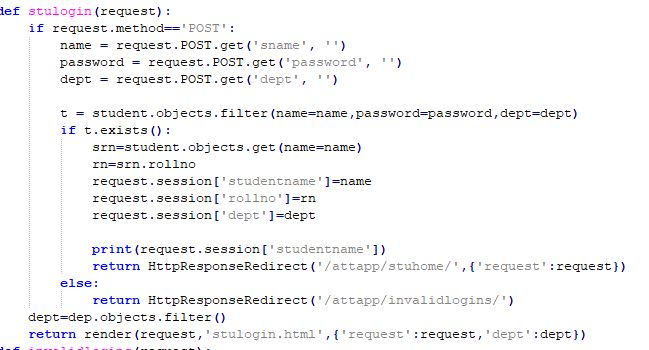 def stulogin(request):
    if request.method=='POST':
        name = request.POST.get('sname', '')
        password = request.POST.get('password', '')
        dept = request.POST.get('dept', '')

        t = student.objects.filter(name=name,password=password,dept=dept)
        if t.exists():
            srn=student.objects.get(name=name)
            rn=srn.rollno
            request.session['studentname']=name
            request.session['rollno']=rn
            request.session['dept']=dept

            print(request.session['studentname'])
            return HttpResponseRedirect('/attapp/stuhome/',{'request':request})
        else:
            return HttpResponseRedirect('/attapp/invalidlogins/')
    dept=dep.objects.filter()
    return render(request,'stulogin.html',{'request':request,'dept':dept})
def invalidlogins(request):